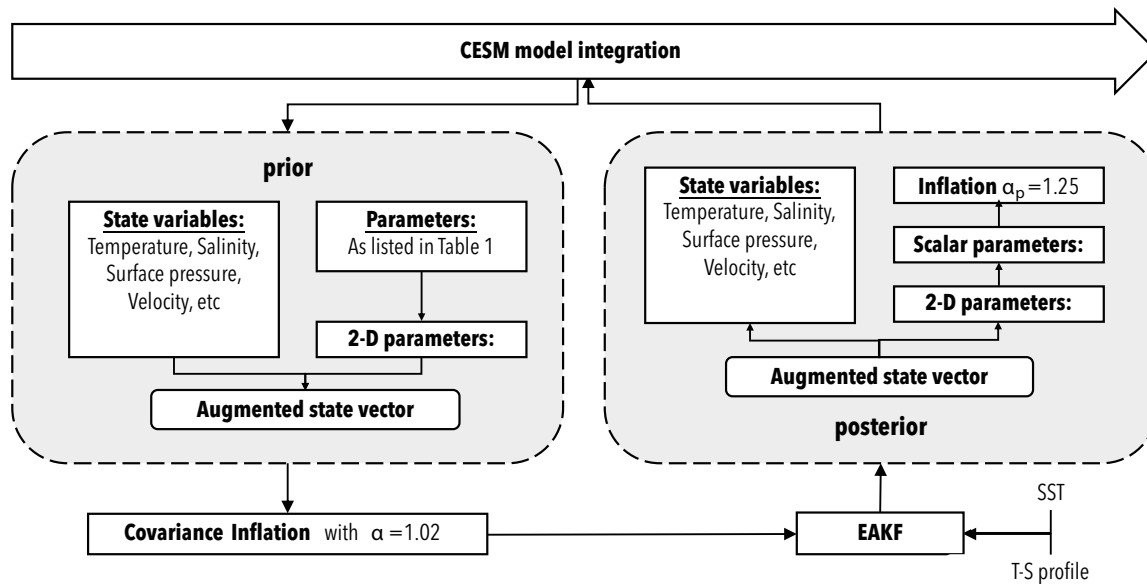 CESM model integration
prior
State variables:
Temperature, Salinity,
Surface pressure,
Velocity, etc
Parameters:
As listed in Table 1
2-D parameters:
Augmented state vector
State variables:
Temperature, Salinity,
Surface pressure,
Velocity, etc
Inflation αp=1.25
Scalar parameters:
2-D parameters:
Augmented state vector
posterior
Covariance Inflation with α=1.02
EAKF
SST
T-S profile